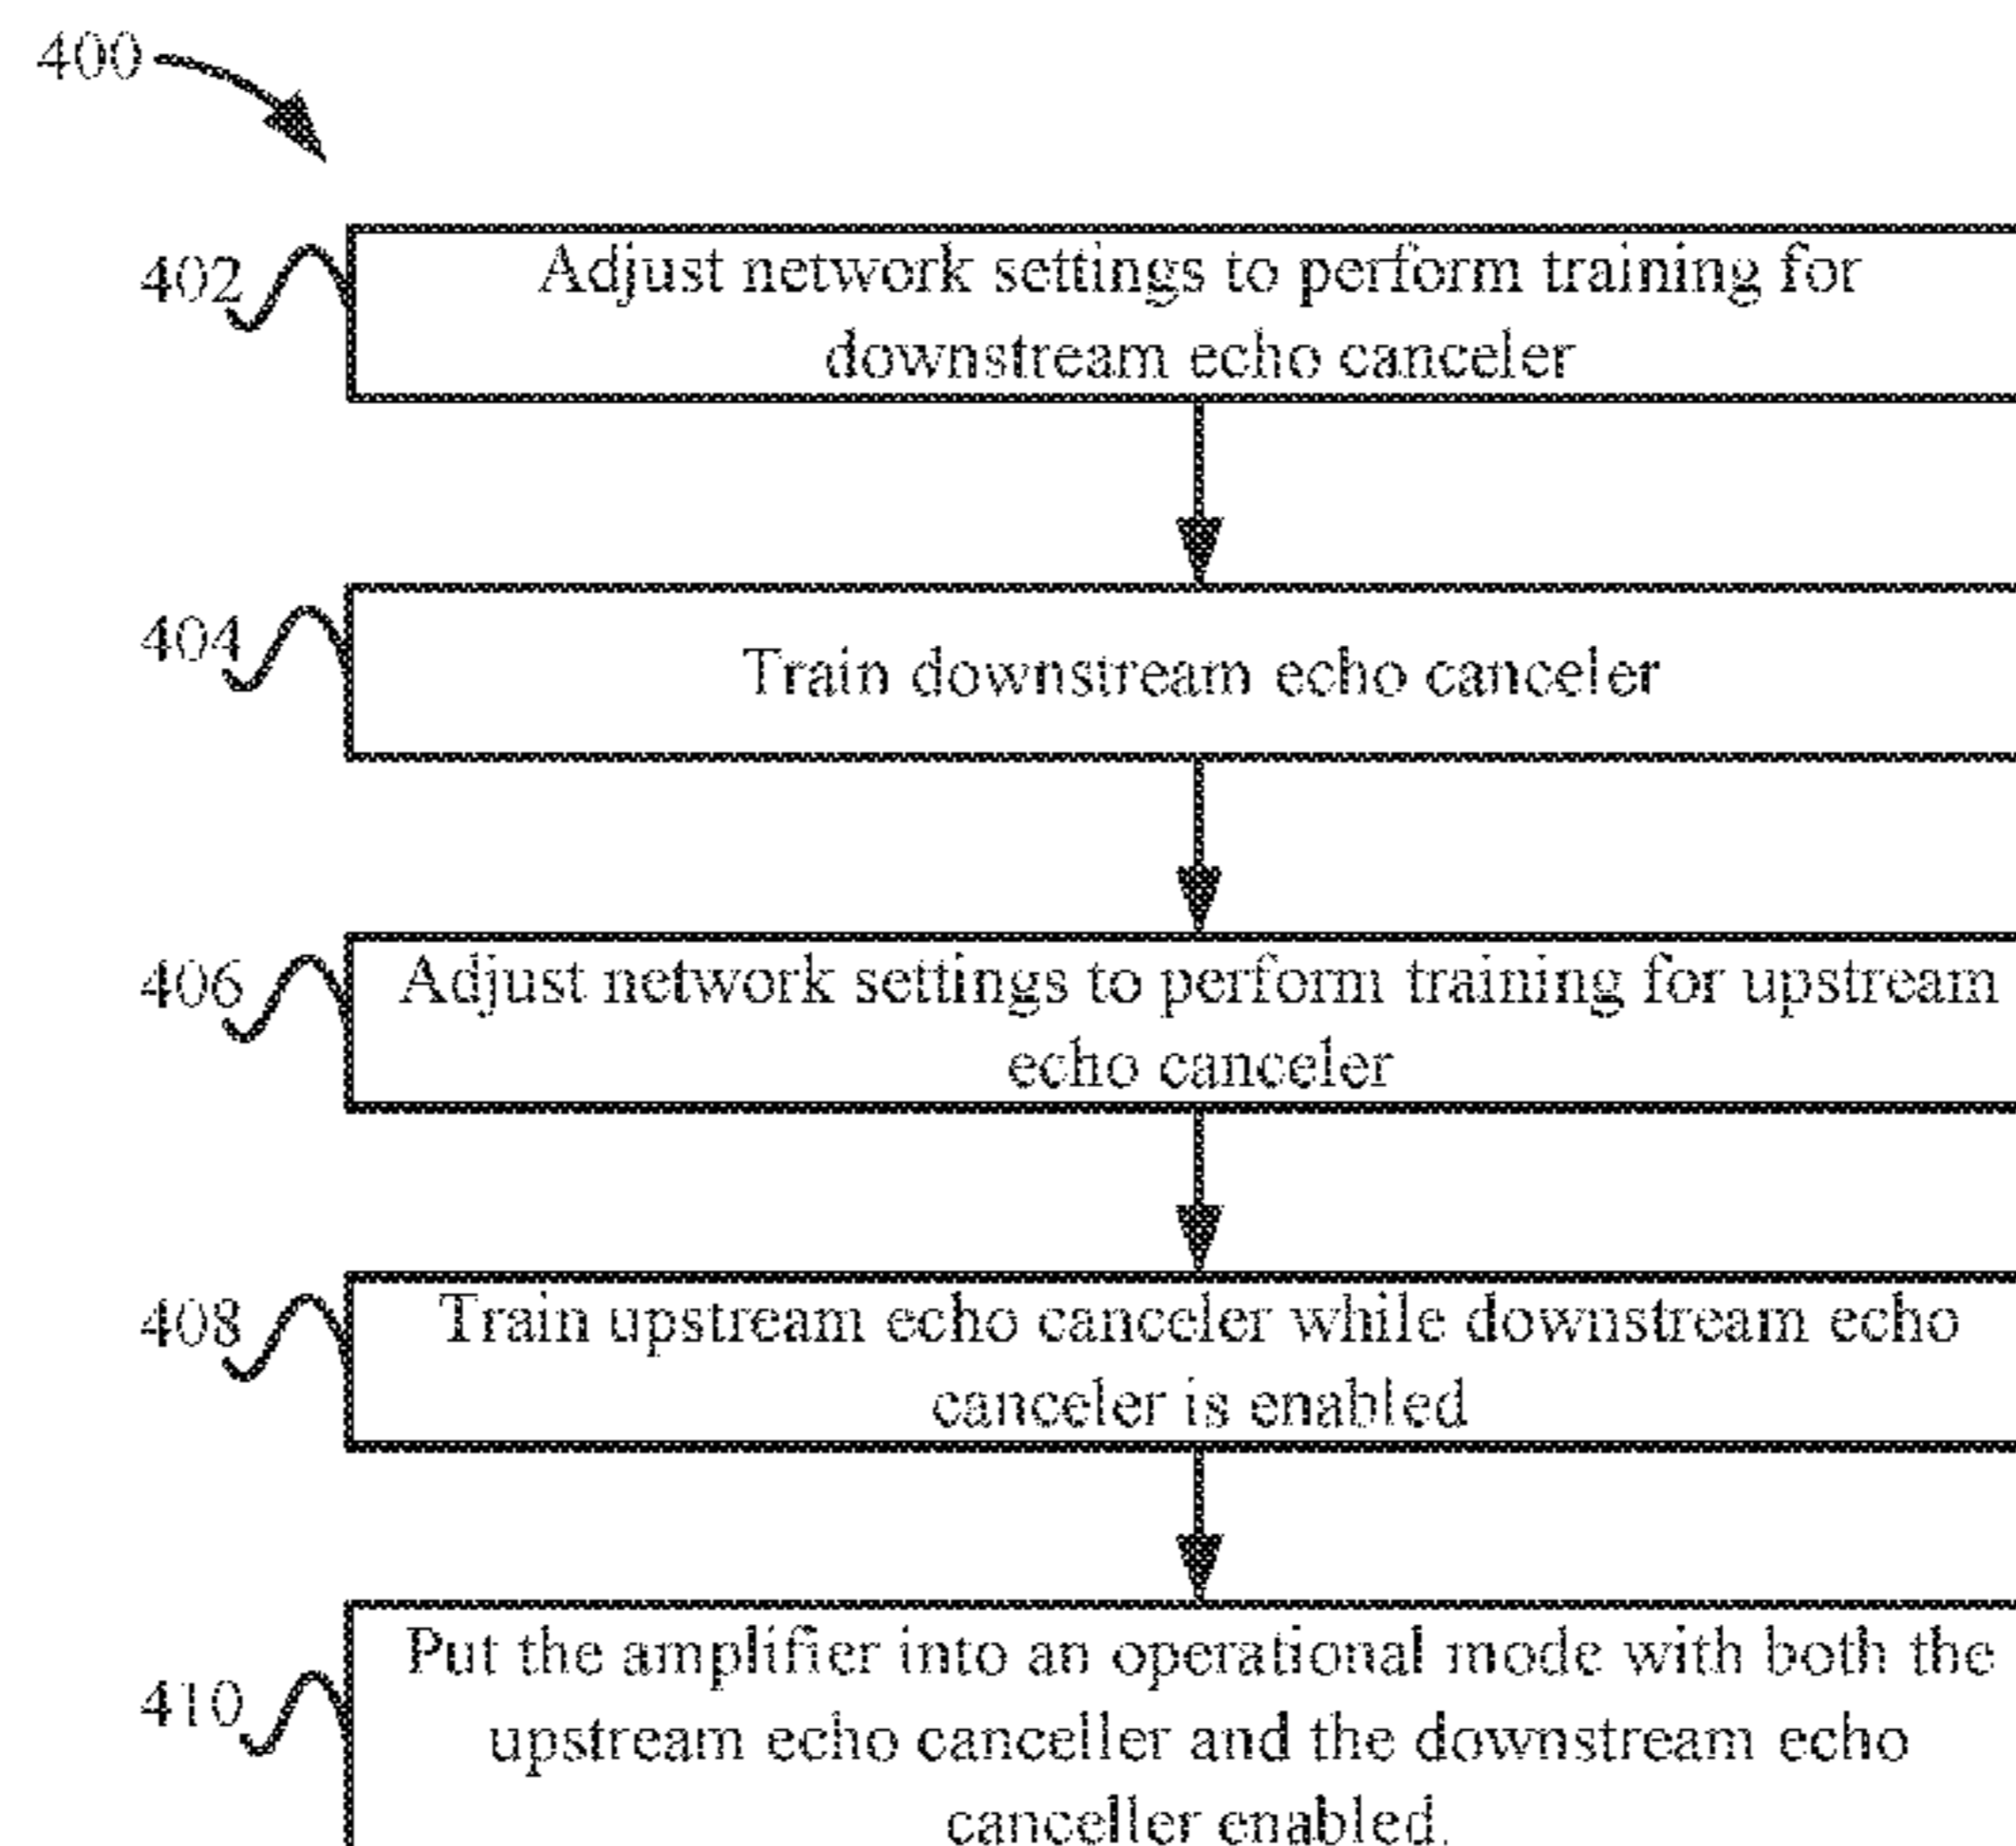 400
402
Adjust network settings to perform training for
downstream echo canceler
404
Train downstream echo canceler
406
Adjust network settings to perform training for upstream
echo canceler
408
Train upstream echo canceler while downstream echo
canceler is enabled
410
Put the amplifier into an operational mode with both the
upstream echo canceller and the downstream echo
canceller enabled.